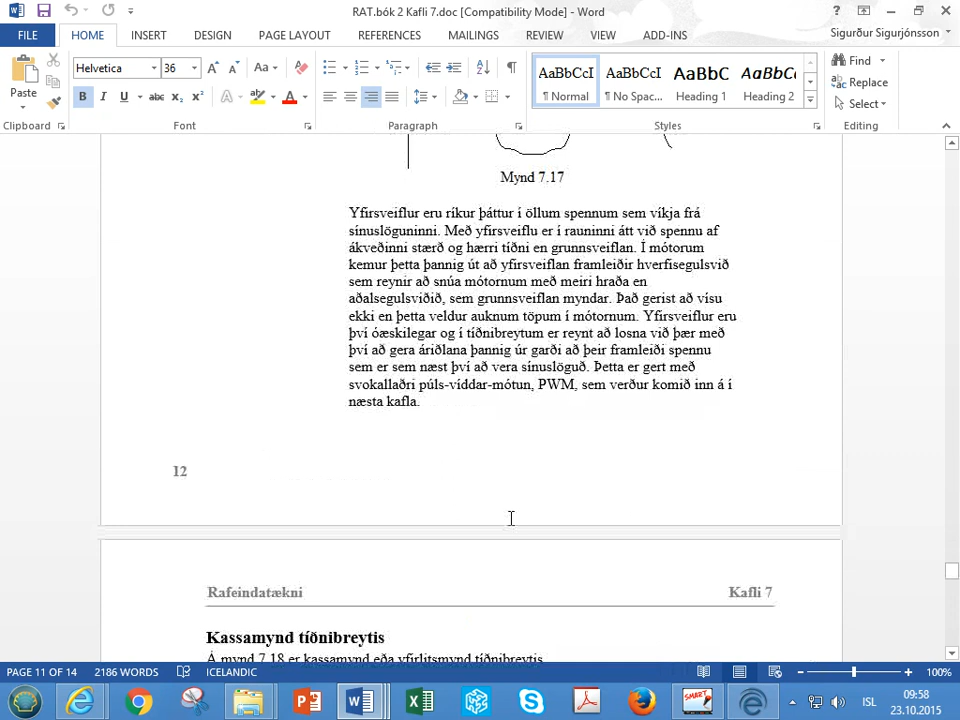 RAT.bók 2 Kafli 7.doc [Compatibility Mode] - Word
FILE HOME INSERT DESIGN PAGE LAYOUT REFERENCES MAILINGS REVIEW VIEW ADD-INS Sigurður Sigurjónsson
Paste
Helvetica 36
AaBbCcI AaBbCcI AaBbC AaBbCc
¶ Normal ¶ No Spac... Heading 1 Heading 2
Find
Replace
Select
Clipboard Font Paragraph Styles Editing
Mynd 7.17
Yfirsveiflur eru ríkur þáttur í öllum spennum sem víkja frá
sínuslöguninni. Með yfirsveiflu er í rauninni átt við spennu af
ákveðinni stærð og hærri tíðni en grunnsveiflan. Í mótorum
kemur þetta þannig út að yfirsveiflan framleiðir hverfisegulsvið
sem reynir að snúa mótornum með meiri hraða en
aðalsegulsviðið, sem grunnsveiflan myndar. Það gerist að vísu
ekki en þetta veldur auknum töpum í mótornum. Yfirsveiflur eru
því óæskilegar og í tíðnibreytum er reynt að losna við þær með
því að gera áriðlana þannig úr garði að þeir framleiði spennu
sem er sem næst því að vera sínuslöguð. Þetta er gert með
svokallaðri púls-víddar-mótun, PWM, sem verður komið inn á í
næsta kafla.
12
Rafeindatækni Kafli 7
Kassamynd tíðnibreytis
Á mynd 7.18 er kassamynd eða yfirlitsmynd tíðnibreytis
PAGE 11 OF 14 2186 WORDS ICELANDIC 100%
ISL
09:58
23.10.2015